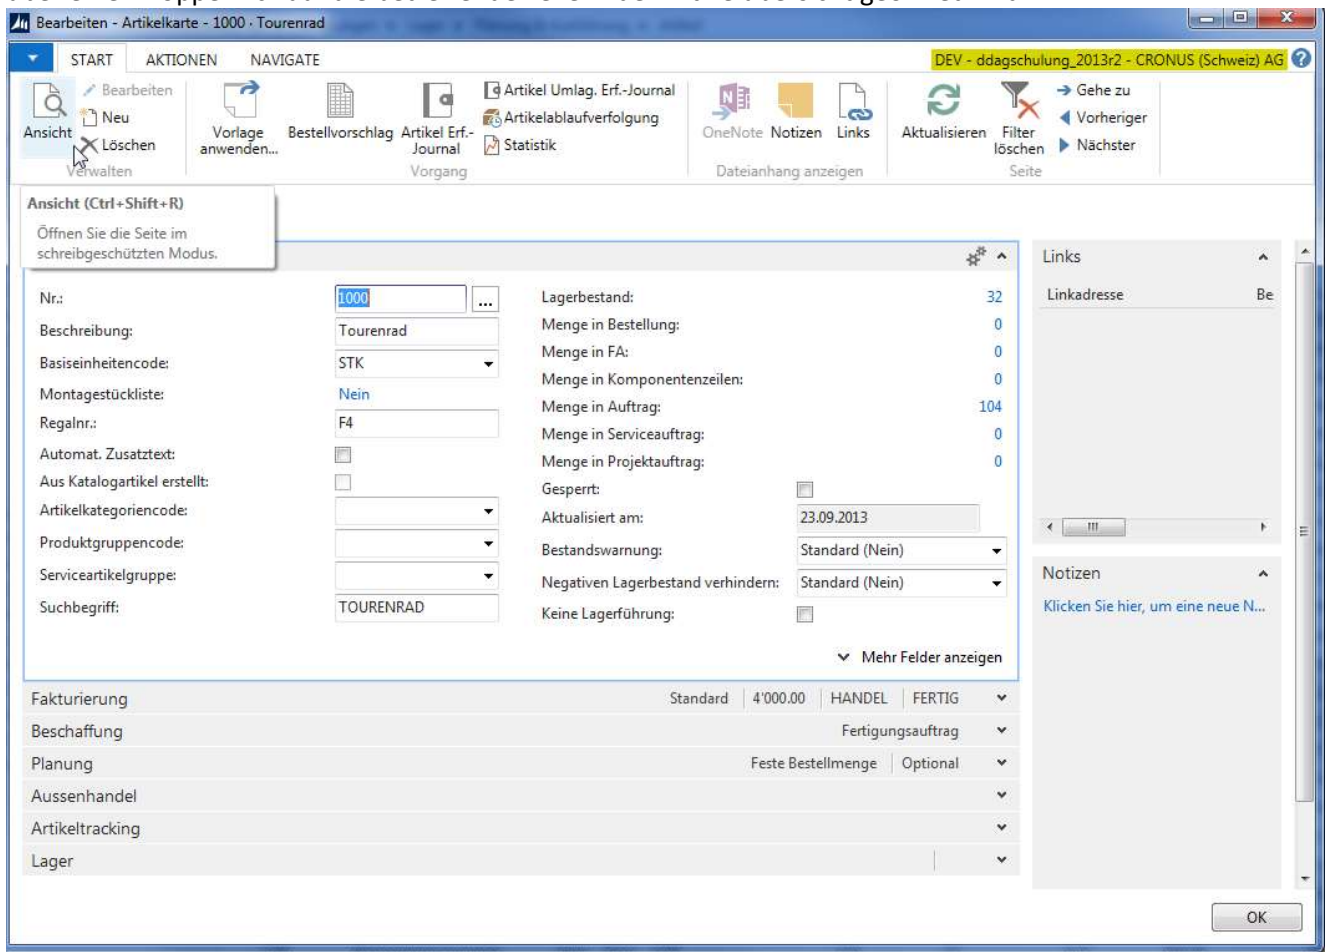 Bearbeiten - Artikelkarte - 1000 · Tourenrad
START AKTIONEN NAVIGATE
DEV - ddagschulung_2013r2 - CRONUS (Schweiz) AG
Ansicht
Bearbeiten
Neu
Löschen
Verwalten
Vorlage anwenden...
Bestellvorschlag
Artikel Erf.-Journal
Artikel Umlag. Erf.-Journal
Artikelablaufverfolgung
Statistik
Vorgang
OneNote
Notizen
Links
Dateianhang anzeigen
Aktualisieren
Filter löschen
Gehe zu
Vorheriger
Nächster
Seite
Ansicht (Ctrl+Shift+R)
Öffnen Sie die Seite im
schreibgeschützten Modus.
Nr.: 1000 ...
Beschreibung: Tourenrad
Basiseinheitencode: STK
Montagestückliste: Nein
Regalnr.: F4
Automat. Zusatztext:
Aus Katalogartikel erstellt:
Artikelkategoriencode:
Produktgruppencode:
Serviceartikelgruppe:
Suchbegriff: TOURENRAD
Lagerbestand: 32
Menge in Bestellung: 0
Menge in FA: 0
Menge in Komponentenzeilen: 0
Menge in Auftrag: 104
Menge in Serviceauftrag: 0
Menge in Projektauftrag: 0
Gesperrt:
Aktualisiert am: 23.09.2013
Bestandswarnung: Standard (Nein)
Negativen Lagerbestand verhindern: Standard (Nein)
Keine Lagerführung:
Mehr Felder anzeigen
Fakturierung Standard 4'000.00 HANDEL FERTIG
Beschaffung Fertigungsauftrag
Planung Feste Bestellmenge Optional
Aussenhandel
Artikeltracking
Lager
Links
Linkadresse Be
Notizen
Klicken Sie hier, um eine neue N...
OK